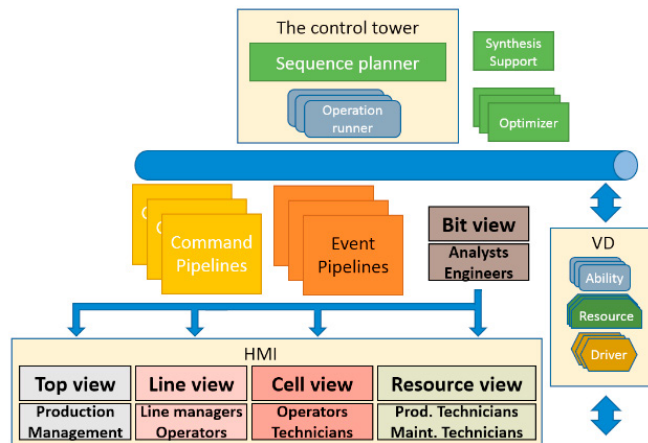 The control tower
Sequence planner
Operation
runner
Synthesis
Support
Optimizer
Command
Pipelines
Event
Pipelines
Bit view
Analysts
Engineers
VD
Ability
Resource
Driver
HMI
Top view
Production
Management
Line view
Line managers
Operators
Cell view
Operators
Technicians
Resource view
Prod. Technicians
Maint. Technicians